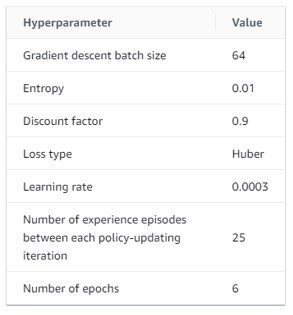 Hyperparameter Value
Gradient descent batch size 64
Entropy 0.01
Discount factor 0.9
Loss type Huber
Learning rate 0.0003
Number of experience episodes
between each policy-updating 25
iteration
Number of epochs 6